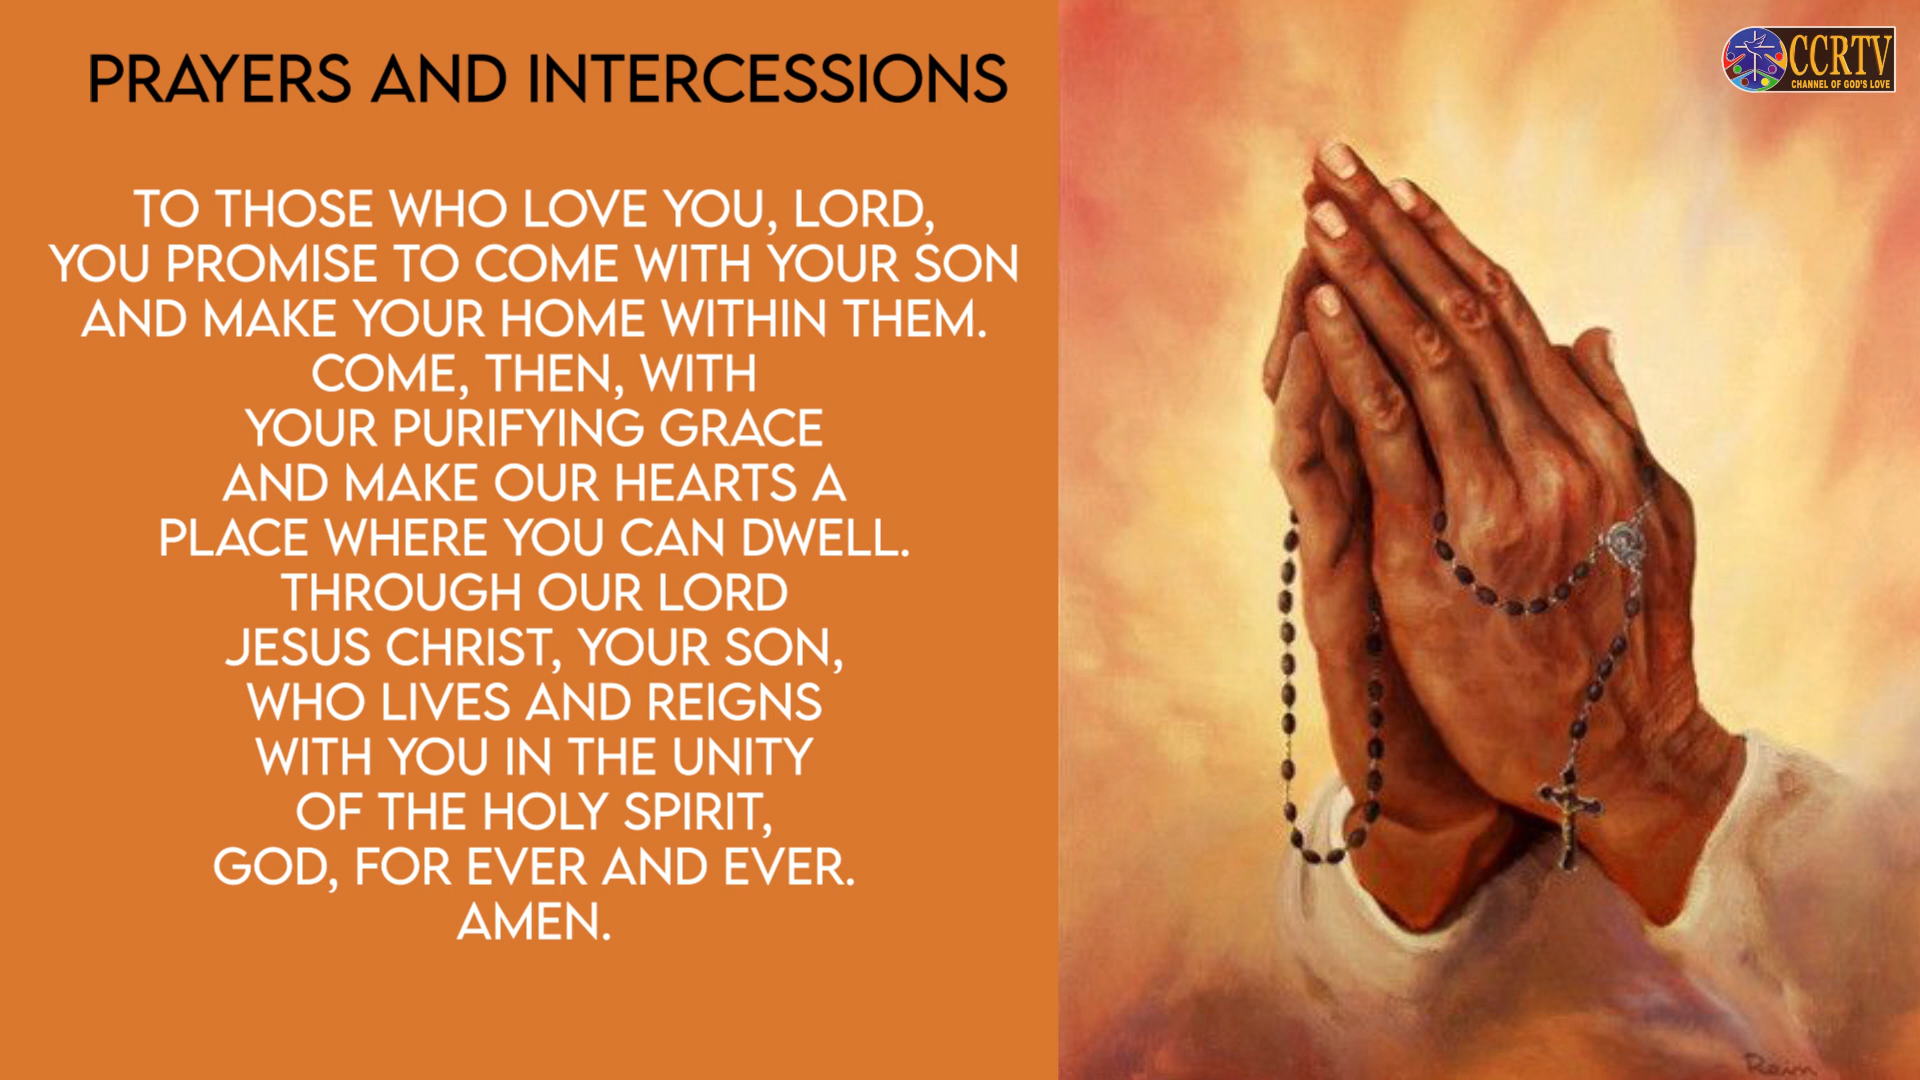 PRAYERS AND INTERCESSIONS
TO THOSE WHO LOVE YOU, LORD,
YOU PROMISE TO COME WITH YOUR SON
AND MAKE YOUR HOME WITHIN THEM.
COME, THEN, WITH
YOUR PURIFYING GRACE
AND MAKE OUR HEARTS A
PLACE WHERE YOU CAN DWELL.
THROUGH OUR LORD
JESUS CHRIST, YOUR SON,
WHO LIVES AND REIGNS
WITH YOU IN THE UNITY
OF THE HOLY SPIRIT,
GOD, FOR EVER AND EVER.
AMEN.
CCRTV
CHANNEL OF GOD'S LOVE